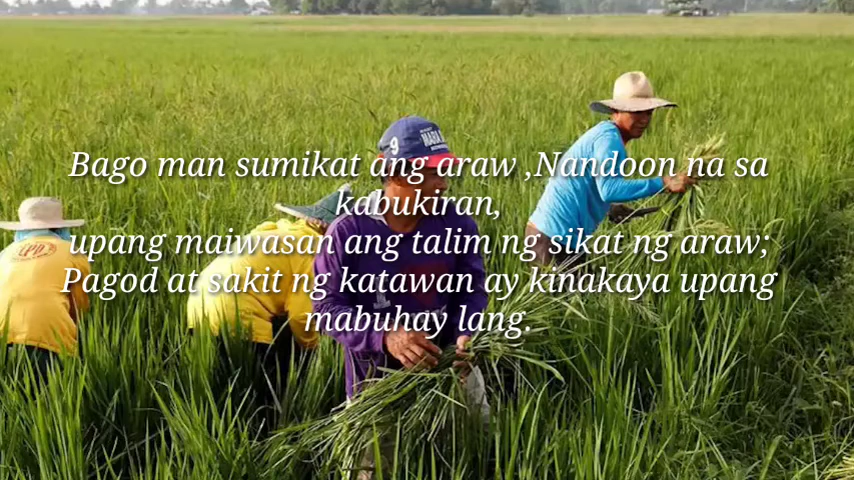 Bago man sumikat ang araw ,Nandoon na sa
kabukiran,
upang maiwasan ang talim ng sikat ng araw;
Pagod at sakit ng katawan ay kinakaya upang
mabuhay lang.
9